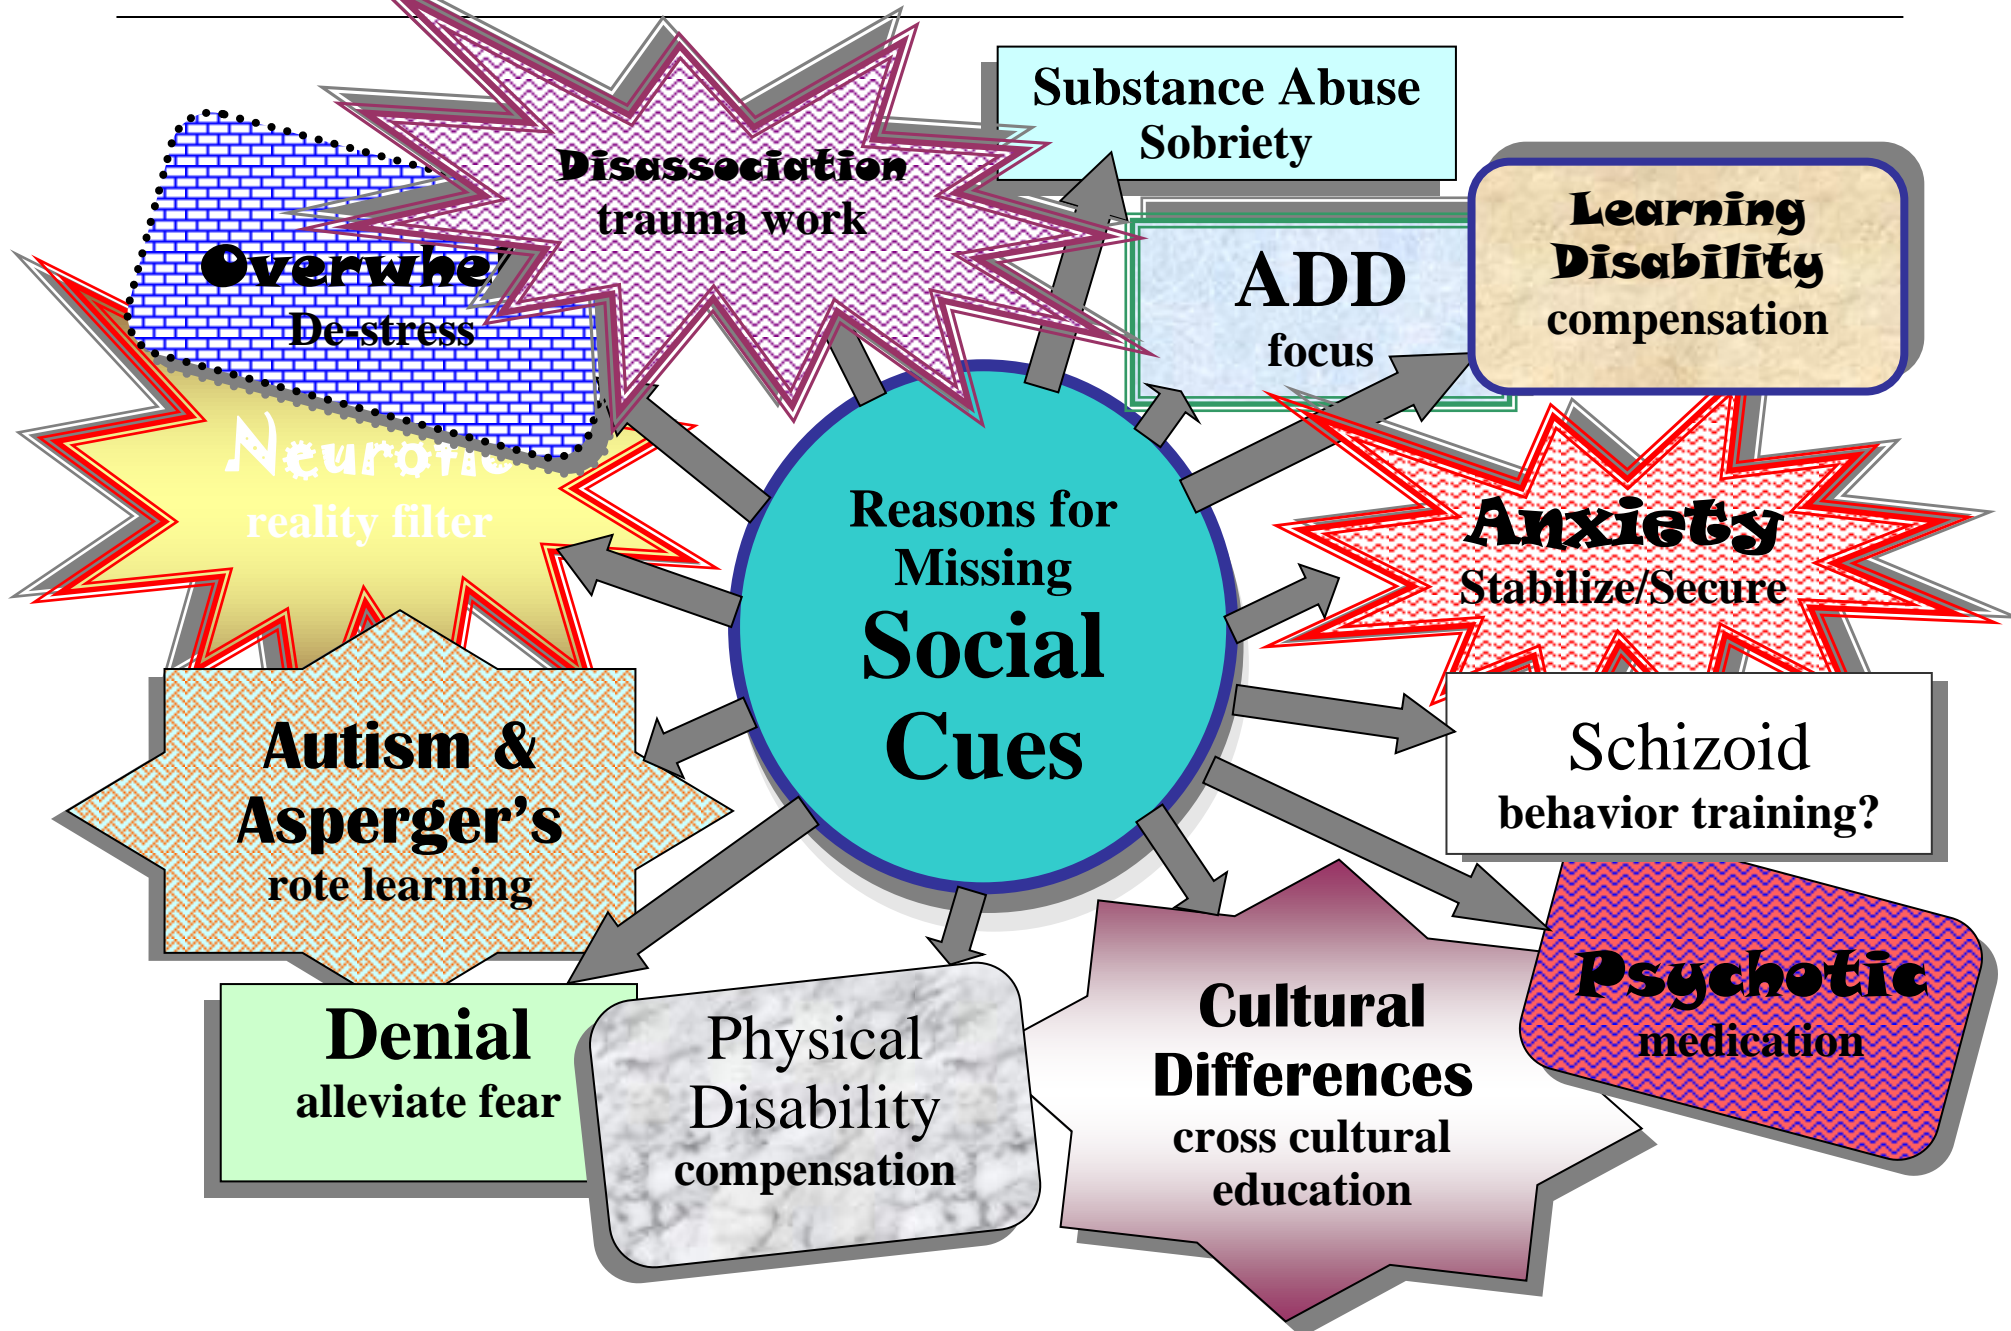 Substance Abuse
Sobriety
Disassociation
trauma work
Learning
Disability
compensation
ADD
focus
De-stress
reality filter
Reasons for
Missing
Social
Cues
Anxiety
Stabilize/Secure
Autism &
Asperger's
rote learning
Schizoid
behavior training?
Denial
alleviate fear
Physical
Disability
compensation
Cultural
Differences
cross cultural
education
Psychotic
medication